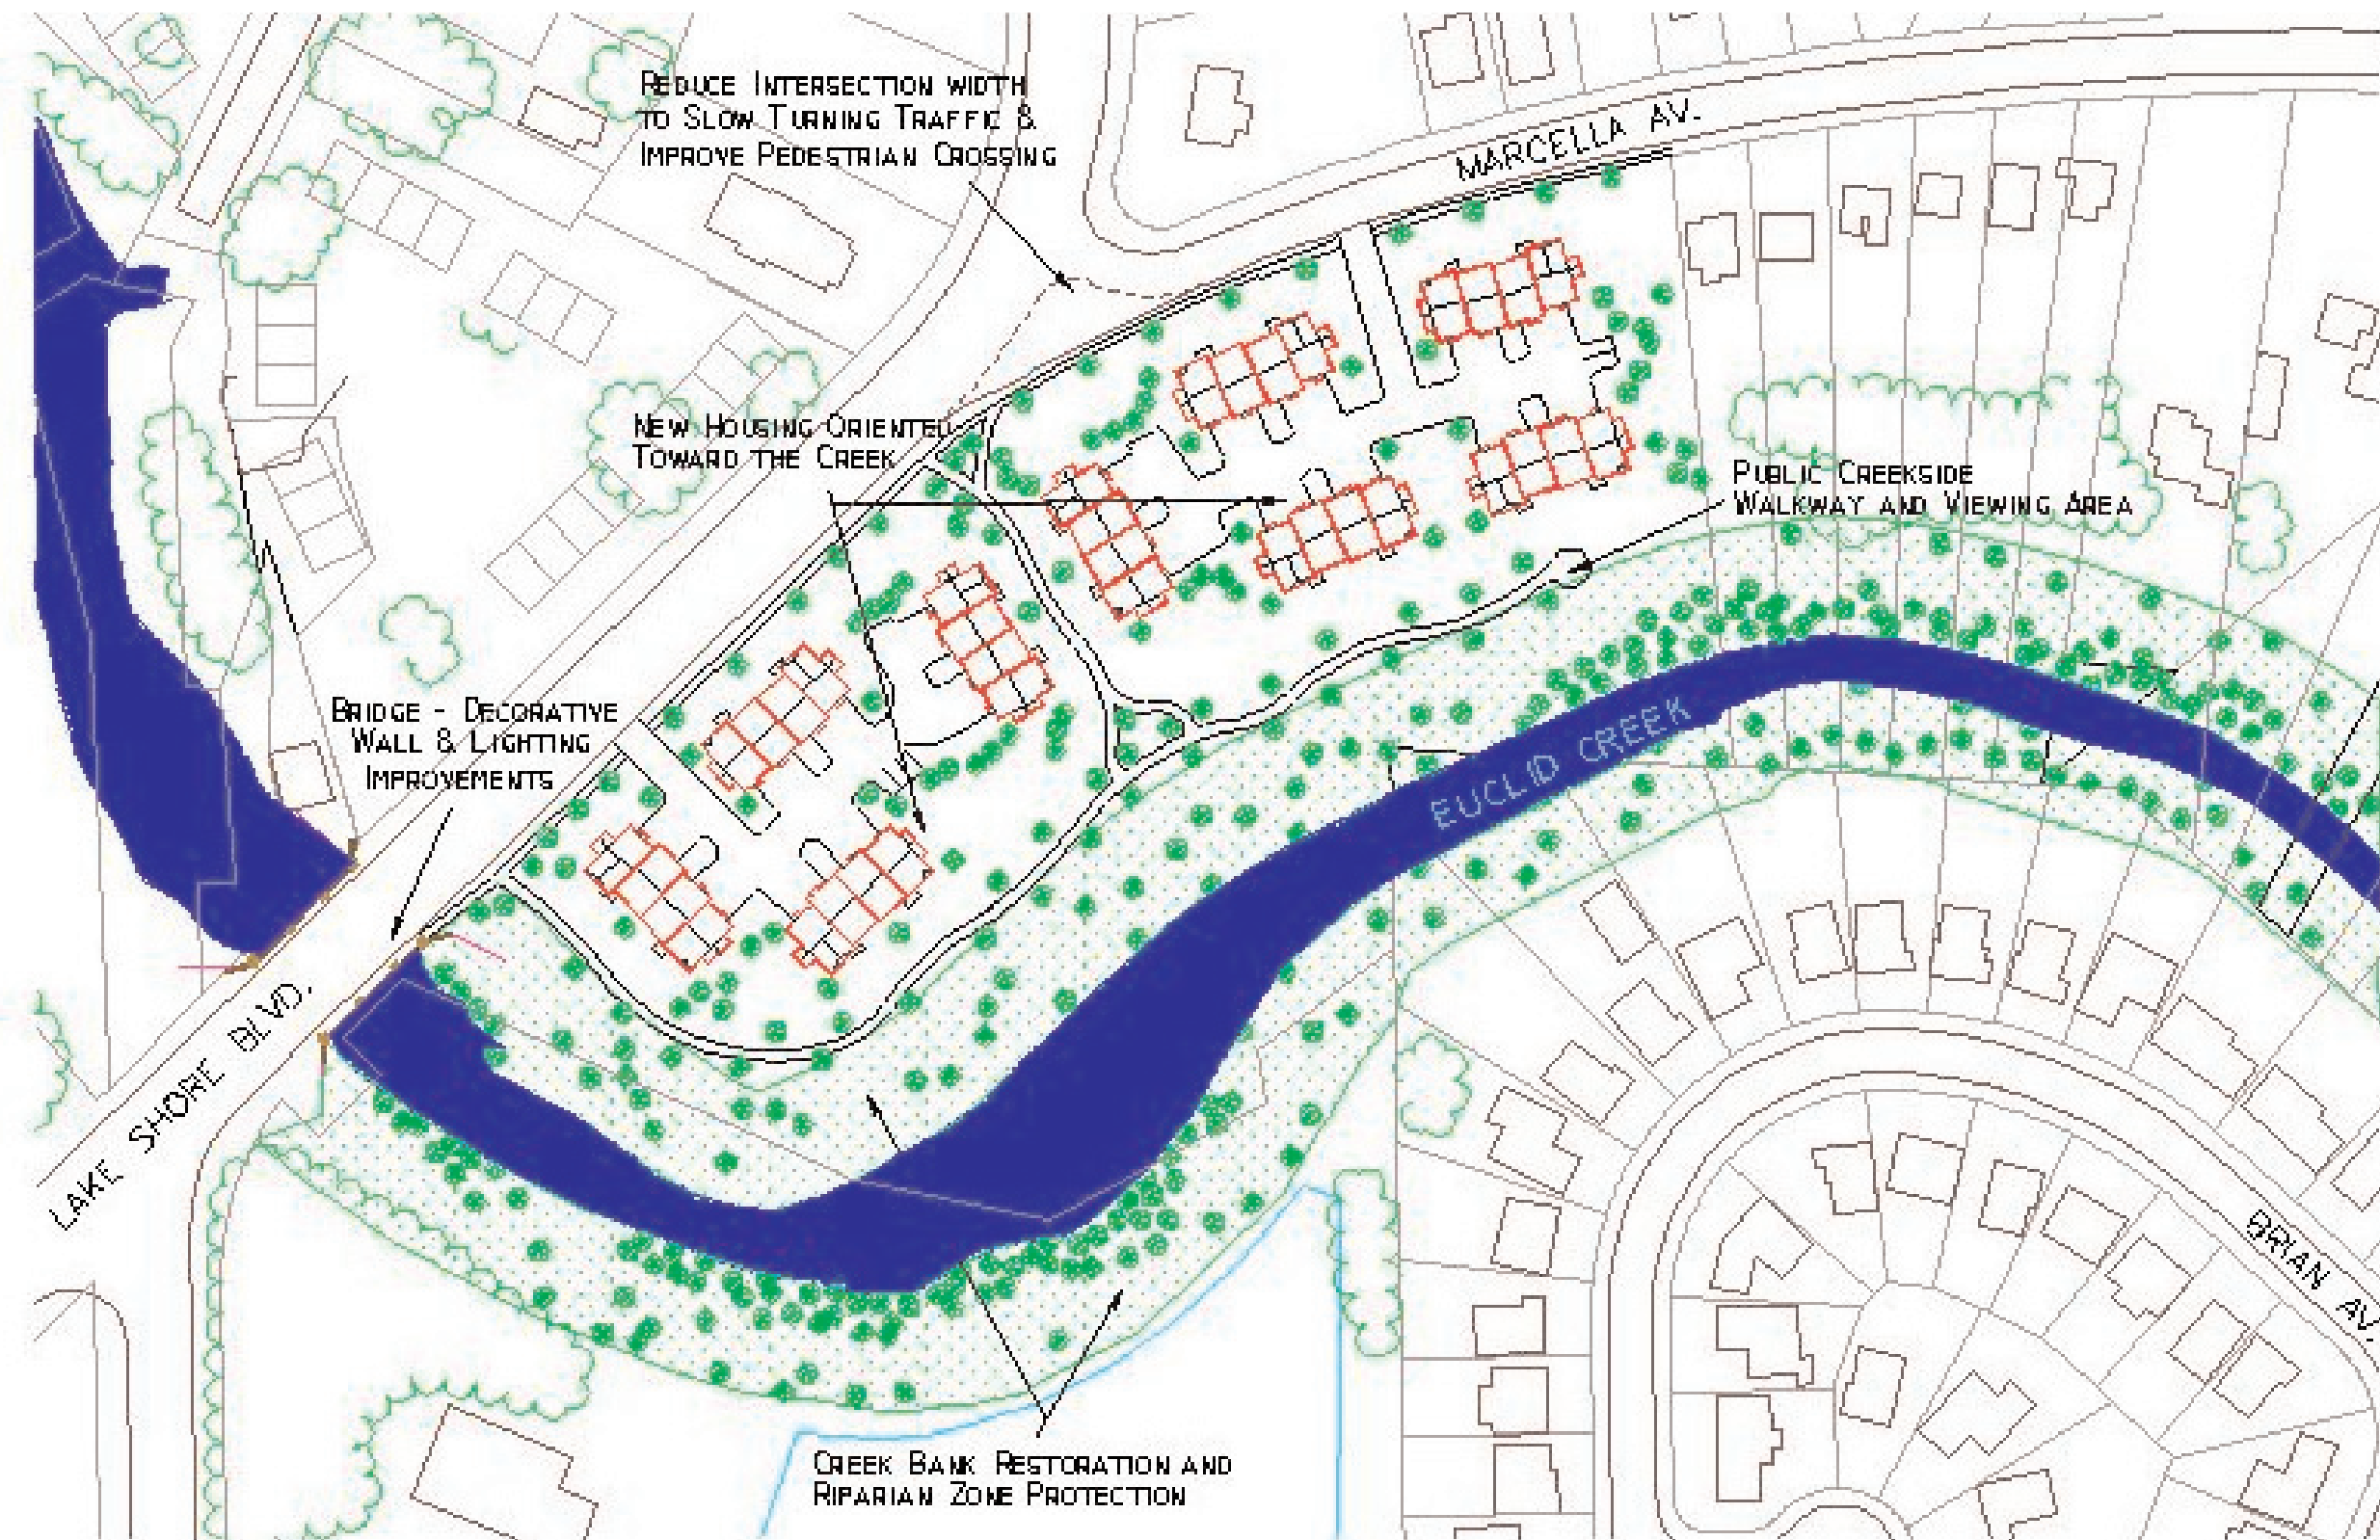 REDUCE INTERSECTION WIDTH
TO SLOW TURNING TRAFFIC &
IMPROVE PEDESTRIAN CROSSING
MARCELLA AV.
NEW HOUSING ORIENTED
TOWARD THE CREEK
PUBLIC CREEKSIDE
WALKWAY AND VIEWING AREA
BRIDGE - DECORATIVE
WALL & LIGHTING
IMPROVEMENTS
EUCLID CREEK
LAKE SHORE BLVD.
BRIAN AV.
CREEK BANK RESTORATION AND
RIPARIAN ZONE PROTECTION